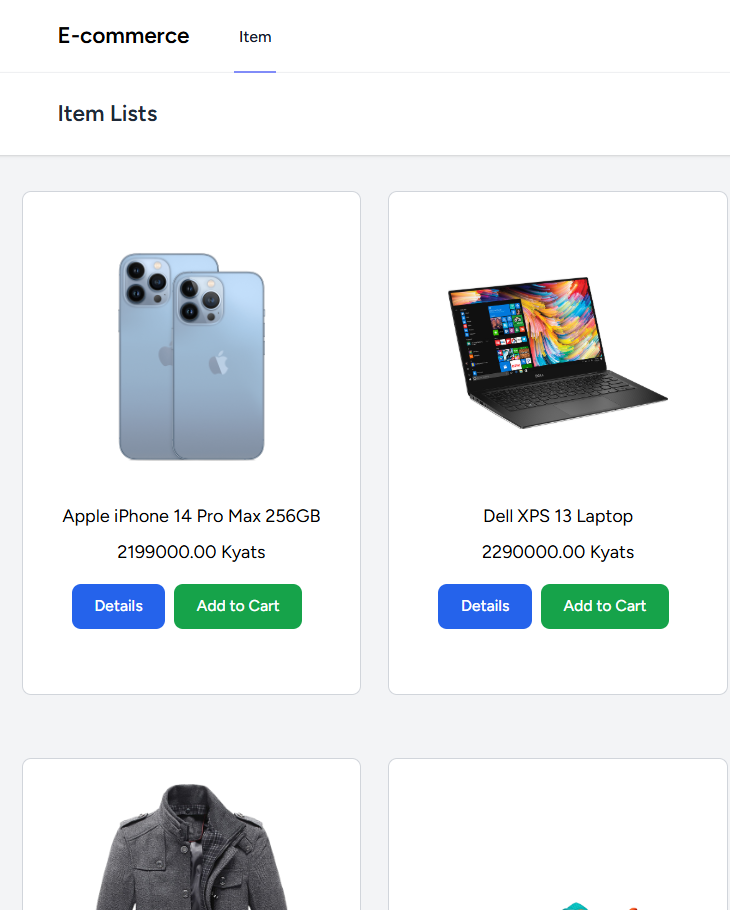 E-commerce Item
Item Lists
Apple iPhone 14 Pro Max 256GB
2199000.00 Kyats
Details Add to Cart
Dell XPS 13 Laptop
2290000.00 Kyats
Details Add to Cart